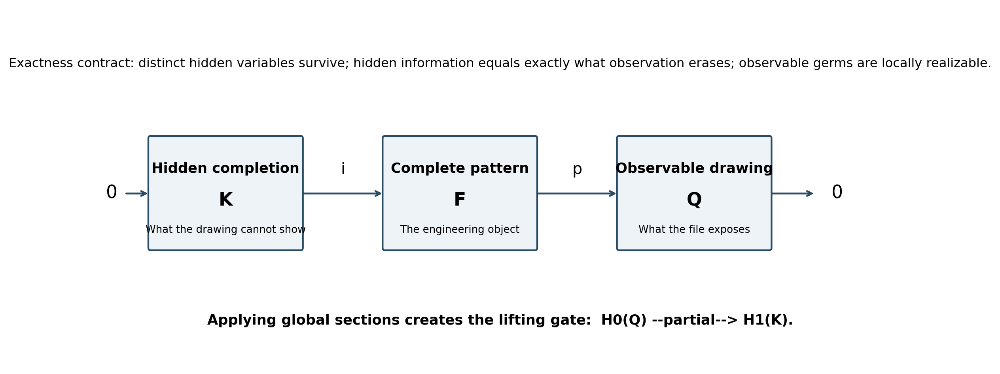 Exactness contract: distinct hidden variables survive; hidden information equals exactly what observation erases; observable germs are locally realizable.
0
Hidden completion
K
What the drawing cannot show
i
Complete pattern
F
The engineering object
p
Observable drawing
Q
What the file exposes
0
Applying global sections creates the lifting gate:  H0(Q) --partial--> H1(K).